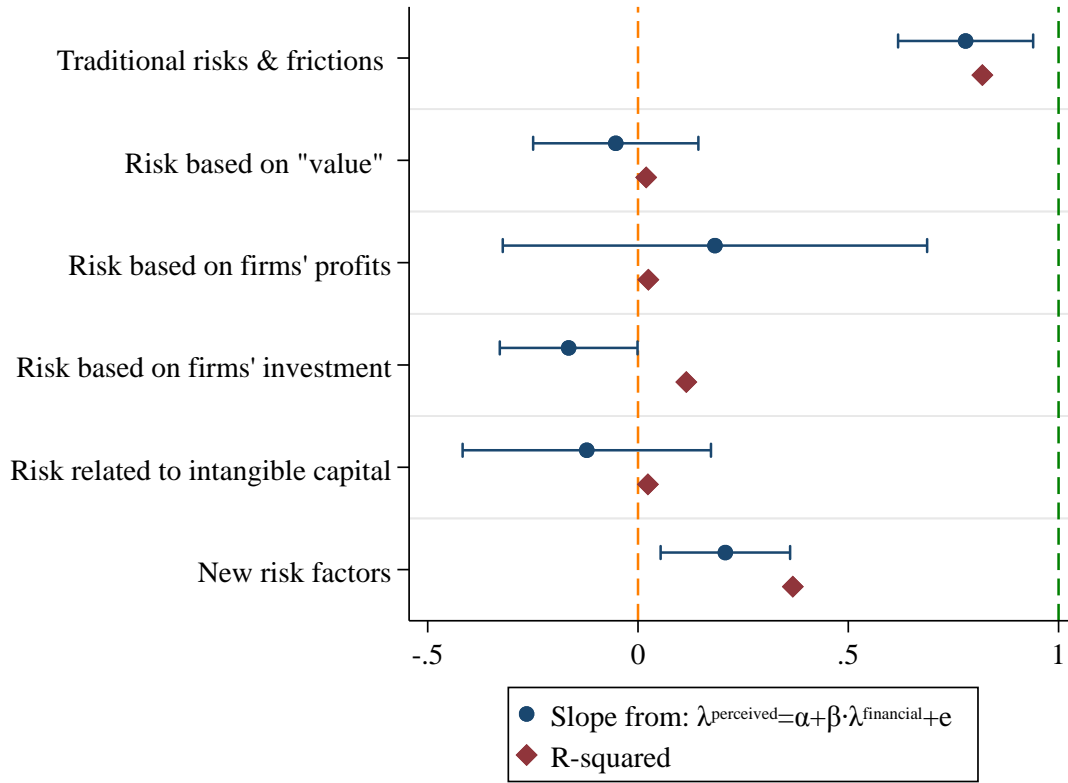 Traditional risks & frictions
Risk based on "value"
Risk based on firms' profits
Risk based on firms' investment
Risk related to intangible capital
New risk factors
-.5 0 .5 1
Slope from: λᵖᵉʳᶜᵉⁱᵛᵉᵈ=α+β·λᶠⁱⁿᵃⁿᶜⁱᵃˡ+e
R-squared